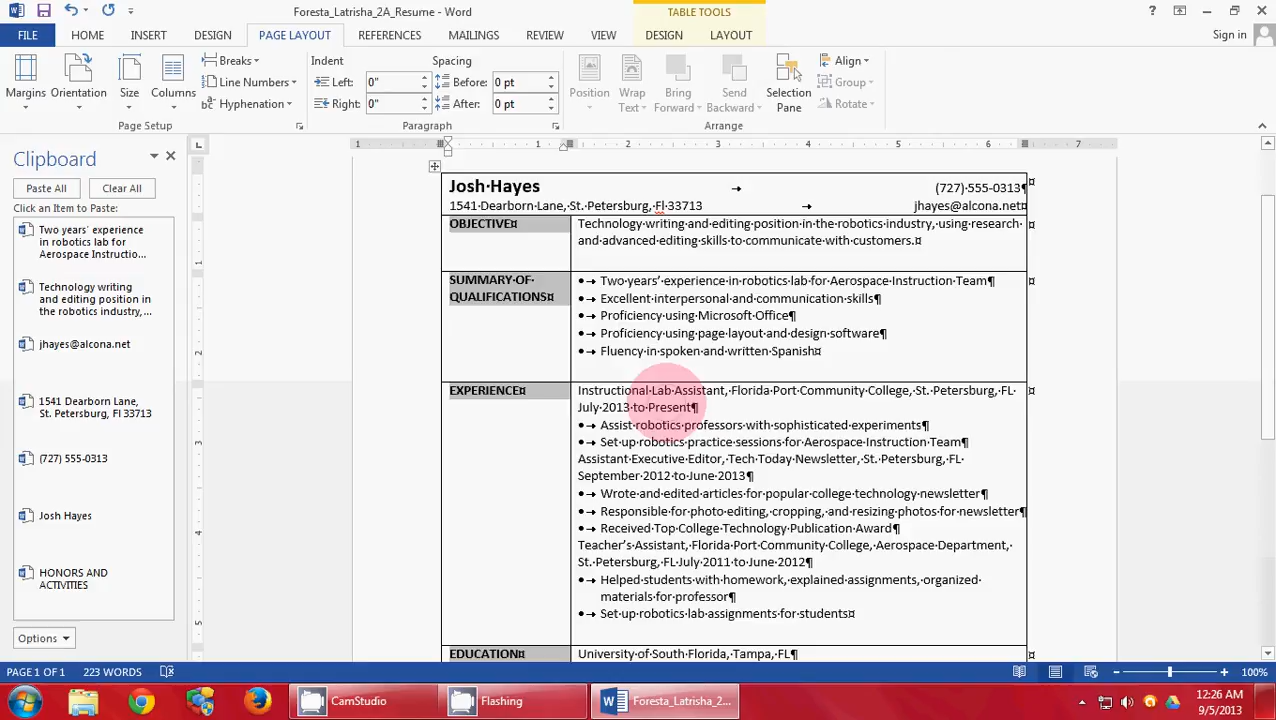 Foresta_Latrisha_2A_Resume - Word
TABLE TOOLS
?
FILE
HOME
INSERT
DESIGN
PAGE LAYOUT
REFERENCES
MAILINGS
REVIEW
VIEW
DESIGN
LAYOUT
Sign in
Margins
Orientation
Size
Columns
Breaks
Line Numbers
Hyphenation
Page Setup
Indent
Left: 0"
Right: 0"
Spacing
Before: 0 pt
After: 0 pt
Paragraph
Position
Wrap Text
Bring Forward
Send Backward
Selection Pane
Align
Group
Rotate
Arrange
Clipboard
Paste All
Clear All
Click an Item to Paste:
Two years' experience
in robotics lab for
Aerospace Instructio...
Technology writing
and editing position in
the robotics industry,...
jhayes@alcona.net
1541 Dearborn Lane,
St. Petersburg, Fl 33713
(727) 555-0313
Josh Hayes
HONORS AND
ACTIVITIES
Options
1 1 2 3 4 5 6 7
1
2
3
4
5
Josh·Hayes → (727)·555-0313¶
1541·Dearborn·Lane,·St.·Petersburg,·Fl·33713 → jhayes@alcona.net¤
OBJECTIVE¤
Technology·writing·and·editing·position·in·the·robotics·industry,·using·research·
and·advanced·editing·skills·to·communicate·with·customers.¤
SUMMARY·OF·
QUALIFICATIONS¤
•→Two·years'·experience·in·robotics·lab·for·Aerospace·Instruction·Team¶
•→Excellent·interpersonal·and·communication·skills¶
•→Proficiency·using·Microsoft·Office¶
•→Proficiency·using·page·layout·and·design·software¶
•→Fluency·in·spoken·and·written·Spanish¤
EXPERIENCE¤
Instructional·Lab·Assistant,·Florida·Port·Community·College,·St.·Petersburg,·FL·
July·2013·to·Present¶
•→Assist·robotics·professors·with·sophisticated·experiments¶
•→Set·up·robotics·practice·sessions·for·Aerospace·Instruction·Team¶
Assistant·Executive·Editor,·Tech·Today·Newsletter,·St.·Petersburg,·FL·
September·2012·to·June·2013¶
•→Wrote·and·edited·articles·for·popular·college·technology·newsletter¶
•→Responsible·for·photo·editing,·cropping,·and·resizing·photos·for·newsletter¶
•→Received·Top·College·Technology·Publication·Award¶
Teacher's·Assistant,·Florida·Port·Community·College,·Aerospace·Department,·
St.·Petersburg,·FL·July·2011·to·June·2012¶
•→Helped·students·with·homework,·explained·assignments,·organized·
materials·for·professor¶
•→Set·up·robotics·lab·assignments·for·students¤
EDUCATION¤
University·of·South·Florida,·Tampa,·FL¶
PAGE 1 OF 1
223 WORDS
100%
CamStudio
Flashing
Foresta_Latrisha_2...
12:26 AM
9/5/2013